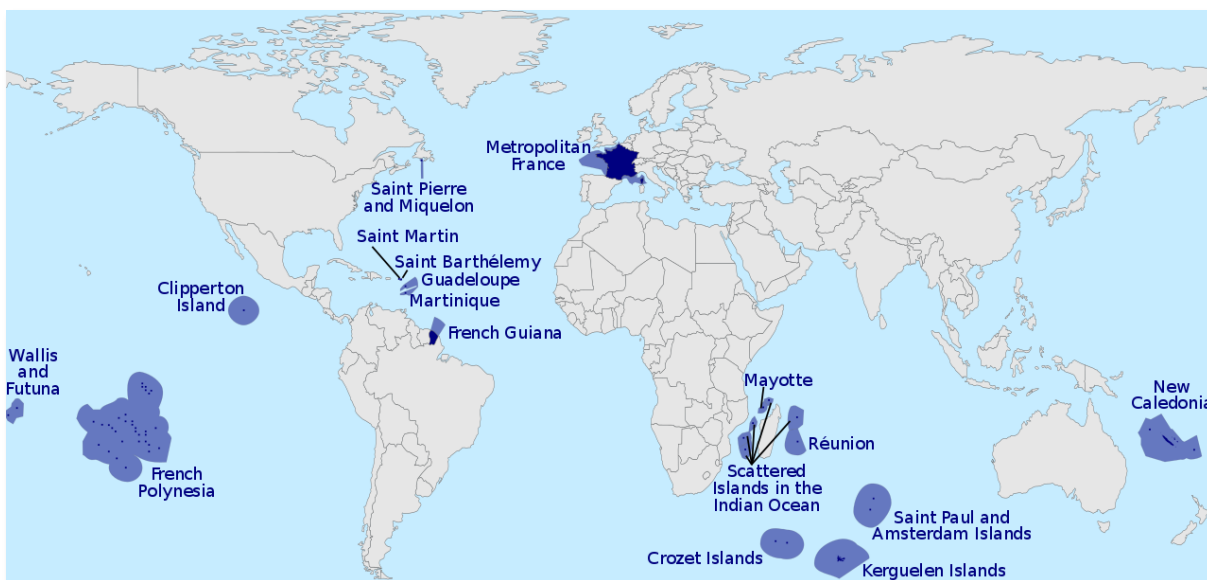 Metropolitan
France
Saint Pierre
and Miquelon
Saint Martin
Saint Barthélemy
Guadeloupe
Martinique
Clipperton
Island
French Guiana
Wallis
and
Futuna
French
Polynesia
Mayotte
New
Caledonia
Réunion
Scattered
Islands in the
Indian Ocean
Saint Paul and
Amsterdam Islands
Crozet Islands
Kerguelen Islands